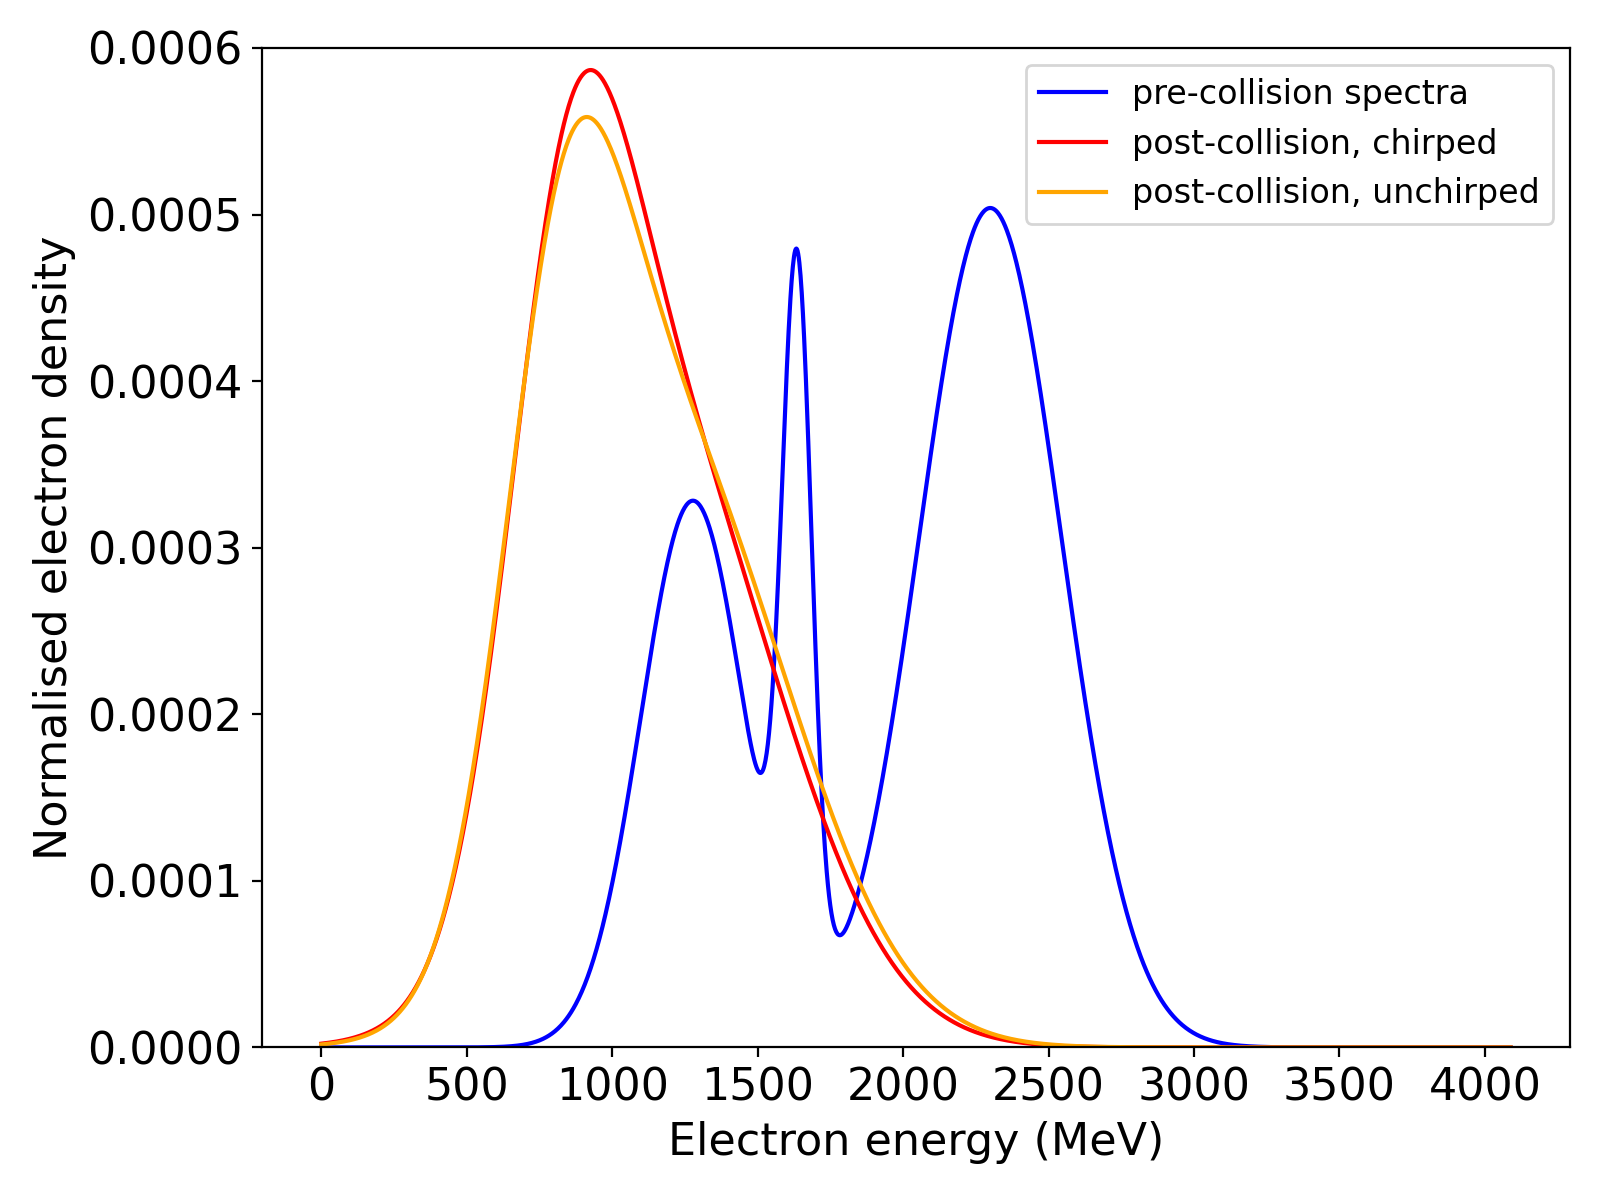 0.0006
0.0005
0.0004
0.0003
0.0002
0.0001
0.0000
Normalised electron density
pre-collision spectra
post-collision, chirped
post-collision, unchirped
0 500 1000 1500 2000 2500 3000 3500 4000
Electron energy (MeV)